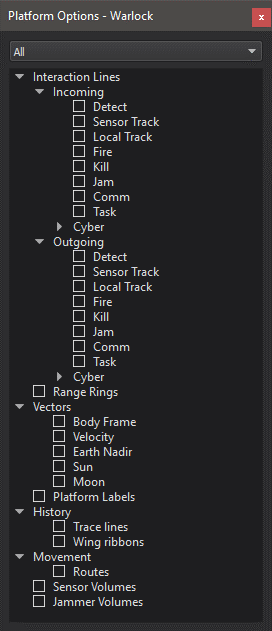 Platform Options - Warlock
x
All
Interaction Lines
Incoming
Detect
Sensor Track
Local Track
Fire
Kill
Jam
Comm
Task
Cyber
Outgoing
Detect
Sensor Track
Local Track
Fire
Kill
Jam
Comm
Task
Cyber
Range Rings
Vectors
Body Frame
Velocity
Earth Nadir
Sun
Moon
Platform Labels
History
Trace lines
Wing ribbons
Movement
Routes
Sensor Volumes
Jammer Volumes